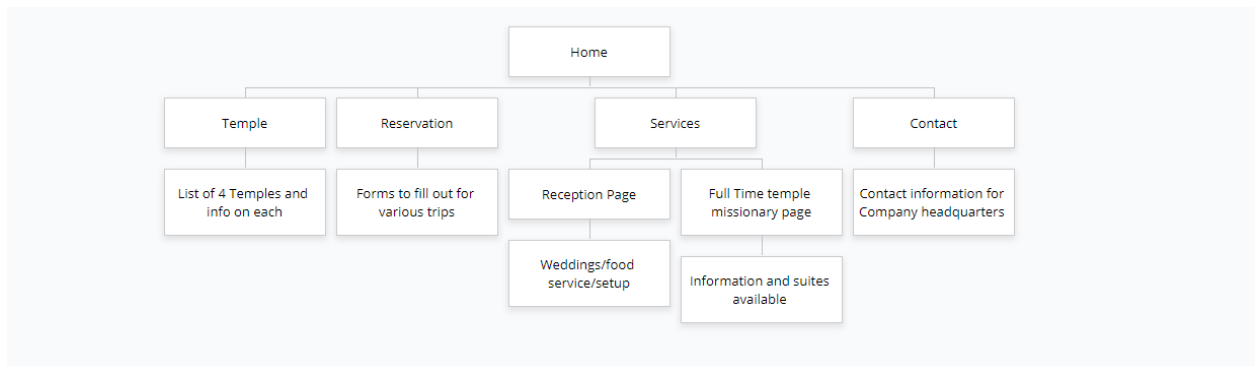 Home
Temple
Reservation
Services
Contact
List of 4 Temples and
info on each
Forms to fill out for
various trips
Reception Page
Full Time temple
missionary page
Contact information for
Company headquarters
Weddings/food
service/setup
Information and suites
available